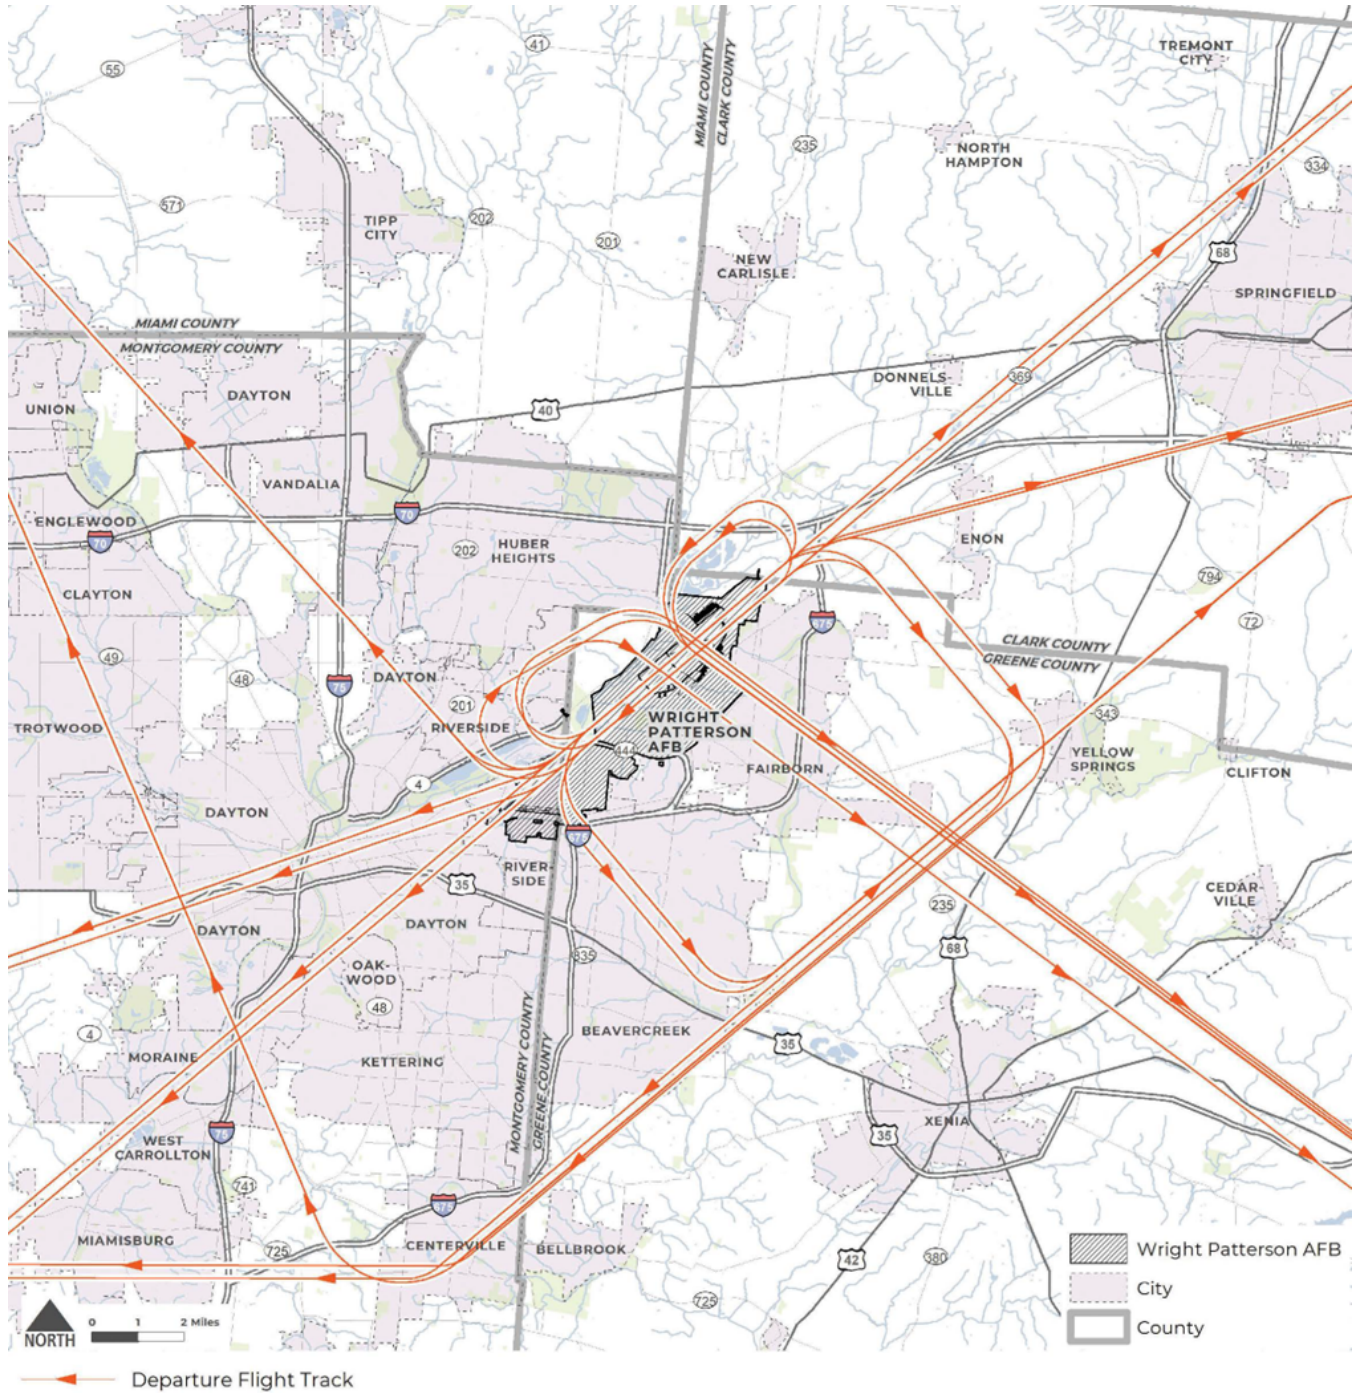 41
TREMONT
CITY
55
MIAMI COUNTY
CLARK COUNTY
235
NORTH
HAMPTON
334
571
TIPP
CITY
202
201
NEW
CARLISLE
68
SPRINGFIELD
MIAMI COUNTY
MONTGOMERY COUNTY
DAYTON
UNION
40
DONNELS-
VILLE
369
VANDALIA
ENGLEWOOD
70
70
202
HUBER
HEIGHTS
ENON
CLAYTON
794
675
72
CLARK COUNTY
GREENE COUNTY
49
48
75
DAYTON
201
RIVERSIDE
TROTWOOD
WRIGHT
PATTERSON
AFB
444
343
YELLOW
SPRINGS
FAIRBORN
CLIFTON
4
DAYTON
675
RIVER-
SIDE
35
CEDAR-
VILLE
235
DAYTON
DAYTON
68
OAK-
WOOD
835
48
4
BEAVERCREEK
MORAINE
KETTERING
35
MONTGOMERY COUNTY
GREENE COUNTY
XENIA
75
35
WEST
CARROLLTON
741
675
MIAMISBURG
725
CENTERVILLE
BELLBROOK
42
380
725
Wright Patterson AFB
City
County
NORTH
0 1 2 Miles
Departure Flight Track